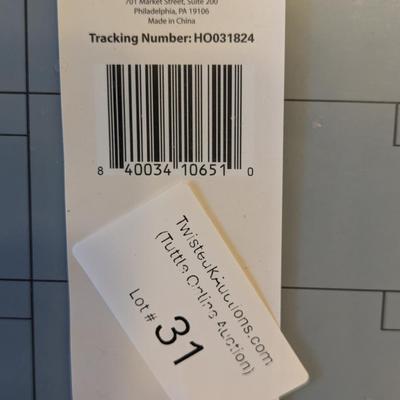 701 Market Street, Suite 200
Philadelphia, PA 19106
Made in China
Tracking Number: HO031824
8 40034 10651 0
TwistedKAuctions.com
(Tuttle Online Auction)
Lot # 31